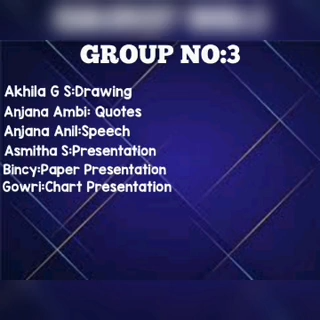 GROUP NO:3
Akhila G S:Drawing
Anjana Ambi: Quotes
Anjana Anil:Speech
Asmitha S:Presentation
Bincy:Paper Presentation
Gowri:Chart Presentation